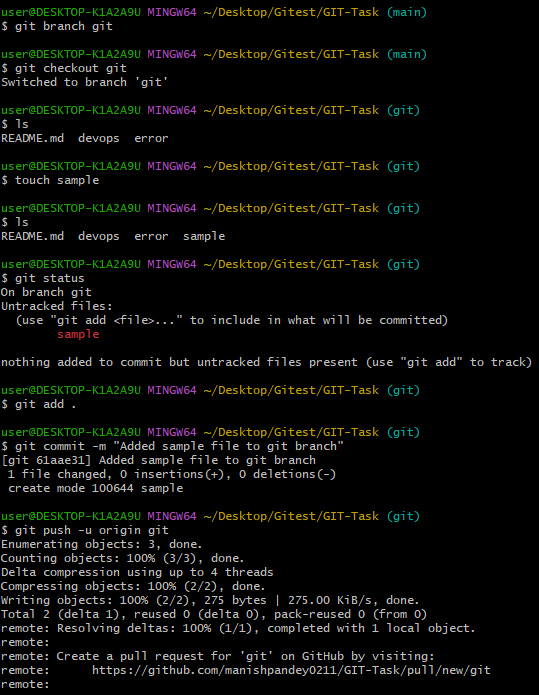 user@DESKTOP-K1A2A9U MINGW64 ~/Desktop/Gitest/GIT-Task (main)
$ git branch git
user@DESKTOP-K1A2A9U MINGW64 ~/Desktop/Gitest/GIT-Task (main)
$ git checkout git
Switched to branch 'git'
user@DESKTOP-K1A2A9U MINGW64 ~/Desktop/Gitest/GIT-Task (git)
$ ls
README.md  devops  error
user@DESKTOP-K1A2A9U MINGW64 ~/Desktop/Gitest/GIT-Task (git)
$ touch sample
user@DESKTOP-K1A2A9U MINGW64 ~/Desktop/Gitest/GIT-Task (git)
$ ls
README.md  devops  error  sample
user@DESKTOP-K1A2A9U MINGW64 ~/Desktop/Gitest/GIT-Task (git)
$ git status
On branch git
Untracked files:
  (use "git add <file>..." to include in what will be committed)
        sample
nothing added to commit but untracked files present (use "git add" to track)
user@DESKTOP-K1A2A9U MINGW64 ~/Desktop/Gitest/GIT-Task (git)
$ git add .
user@DESKTOP-K1A2A9U MINGW64 ~/Desktop/Gitest/GIT-Task (git)
$ git commit -m "Added sample file to git branch"
[git 61aae31] Added sample file to git branch
 1 file changed, 0 insertions(+), 0 deletions(-)
 create mode 100644 sample
user@DESKTOP-K1A2A9U MINGW64 ~/Desktop/Gitest/GIT-Task (git)
$ git push -u origin git
Enumerating objects: 3, done.
Counting objects: 100% (3/3), done.
Delta compression using up to 4 threads
Compressing objects: 100% (2/2), done.
Writing objects: 100% (2/2), 275 bytes | 275.00 KiB/s, done.
Total 2 (delta 1), reused 0 (delta 0), pack-reused 0 (from 0)
remote: Resolving deltas: 100% (1/1), completed with 1 local object.
remote:
remote: Create a pull request for 'git' on GitHub by visiting:
remote:      https://github.com/manishpandey0211/GIT-Task/pull/new/git
remote: